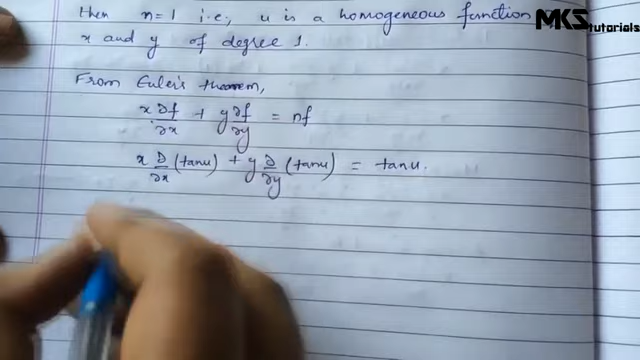 then n=1 i.e, u is a homogeneous function
x and y of degree 1.
MKS tutorials
From Euler's theorem,
x ∂f/∂x + y ∂f/∂y = nf
x ∂/∂x (tanu) + y ∂/∂y (tanu) = tanu.